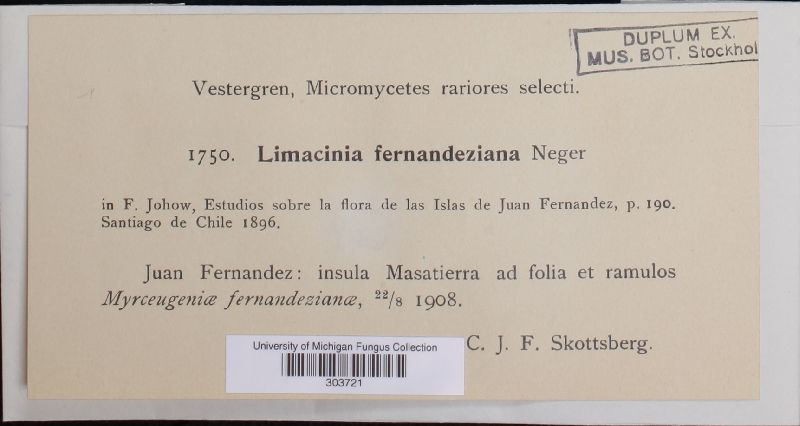 DUPLUM EX.
MUS. BOT. Stockhol
Vestergren, Micromycetes rariores selecti.
1750. Limacinia fernandeziana Neger
in F. Johow, Estudios sobre la flora de las Islas de Juan Fernandez, p. 190.
Santiago de Chile 1896.
Juan Fernandez: insula Masatierra ad folia et ramulos
Myrceugeniæ fernandezianæ, 22/8 1908.
C. J. F. Skottsberg.
University of Michigan Fungus Collection
303721